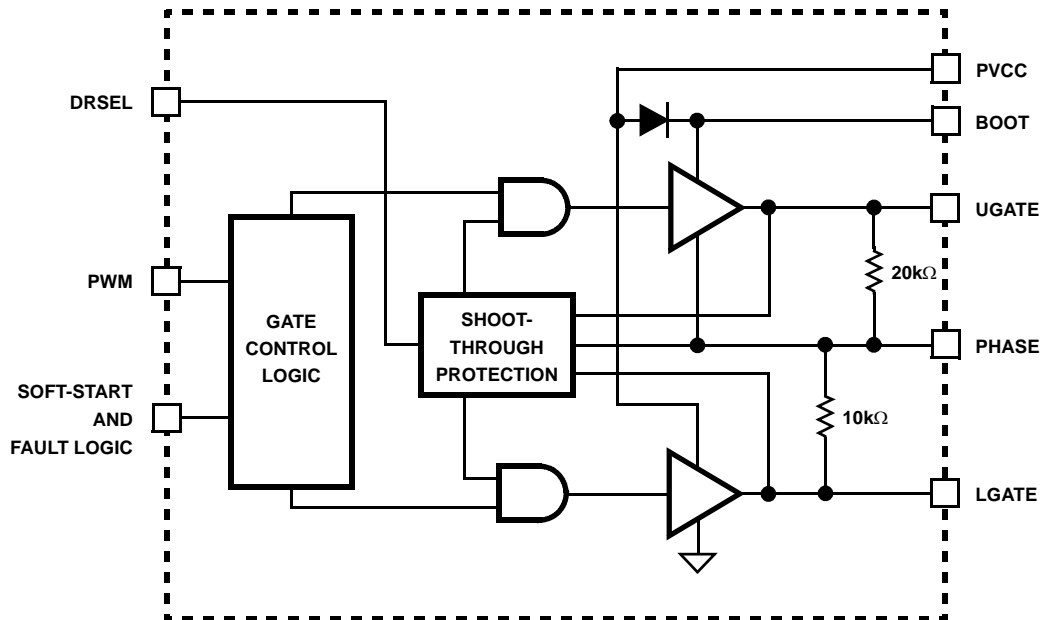 PVCC
DRSEL
BOOT
UGATE
20kΩ
PWM
GATE
CONTROL
LOGIC
SHOOT-
THROUGH
PROTECTION
PHASE
SOFT-START
AND
FAULT LOGIC
10kΩ
LGATE